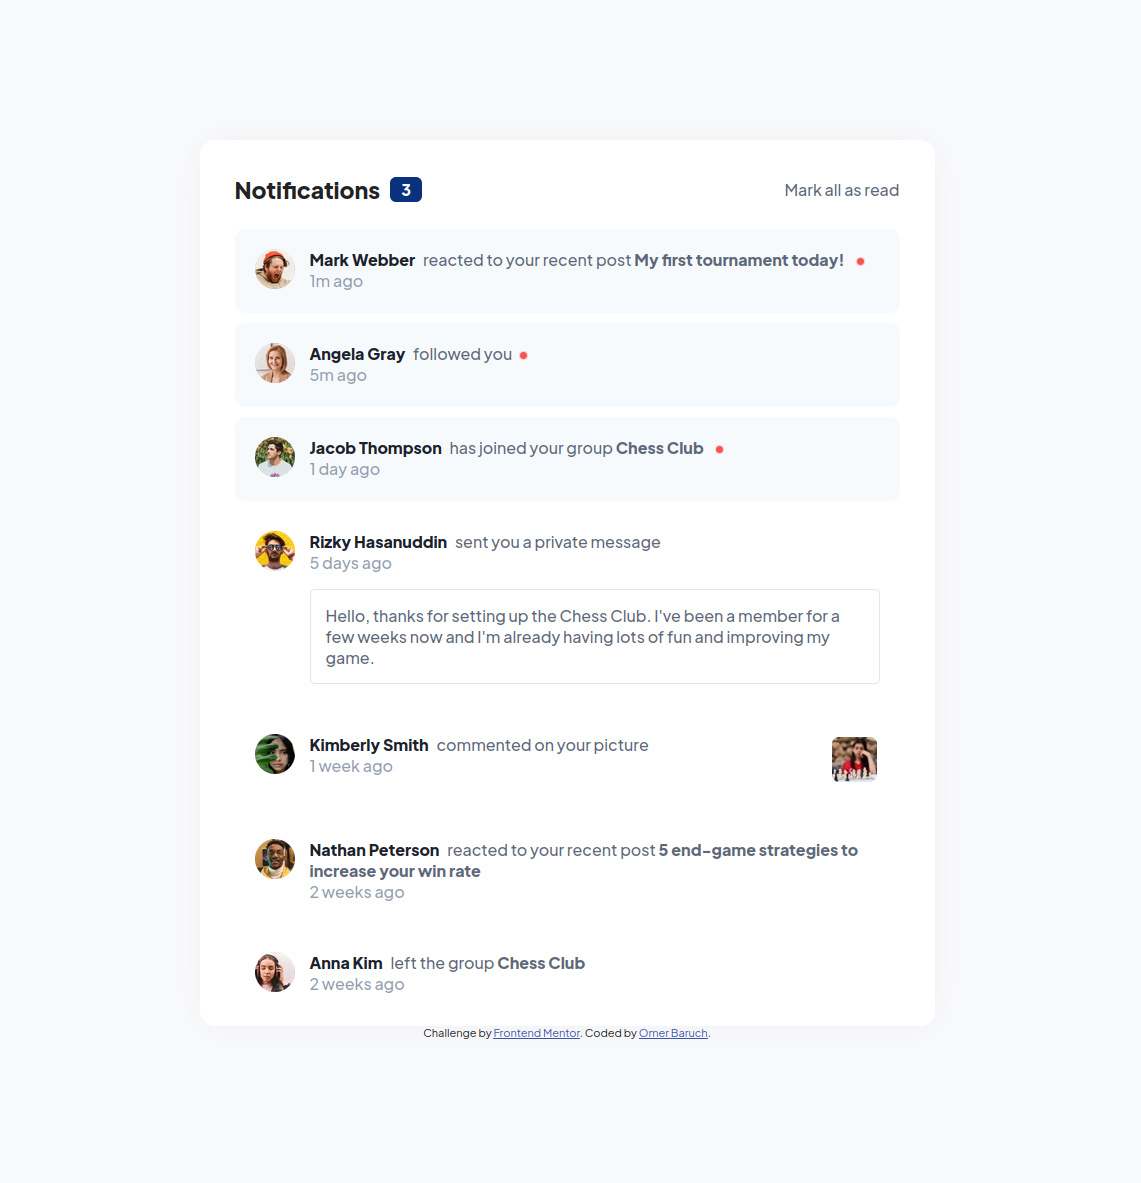 Notifications 3 Mark all as read
Mark Webber reacted to your recent post My first tournament today!
1m ago
Angela Gray followed you
5m ago
Jacob Thompson has joined your group Chess Club
1 day ago
Rizky Hasanuddin sent you a private message
5 days ago
Hello, thanks for setting up the Chess Club. I've been a member for a
few weeks now and I'm already having lots of fun and improving my
game.
Kimberly Smith commented on your picture
1 week ago
Nathan Peterson reacted to your recent post 5 end-game strategies to
increase your win rate
2 weeks ago
Anna Kim left the group Chess Club
2 weeks ago
Challenge by Frontend Mentor. Coded by Omer Baruch.